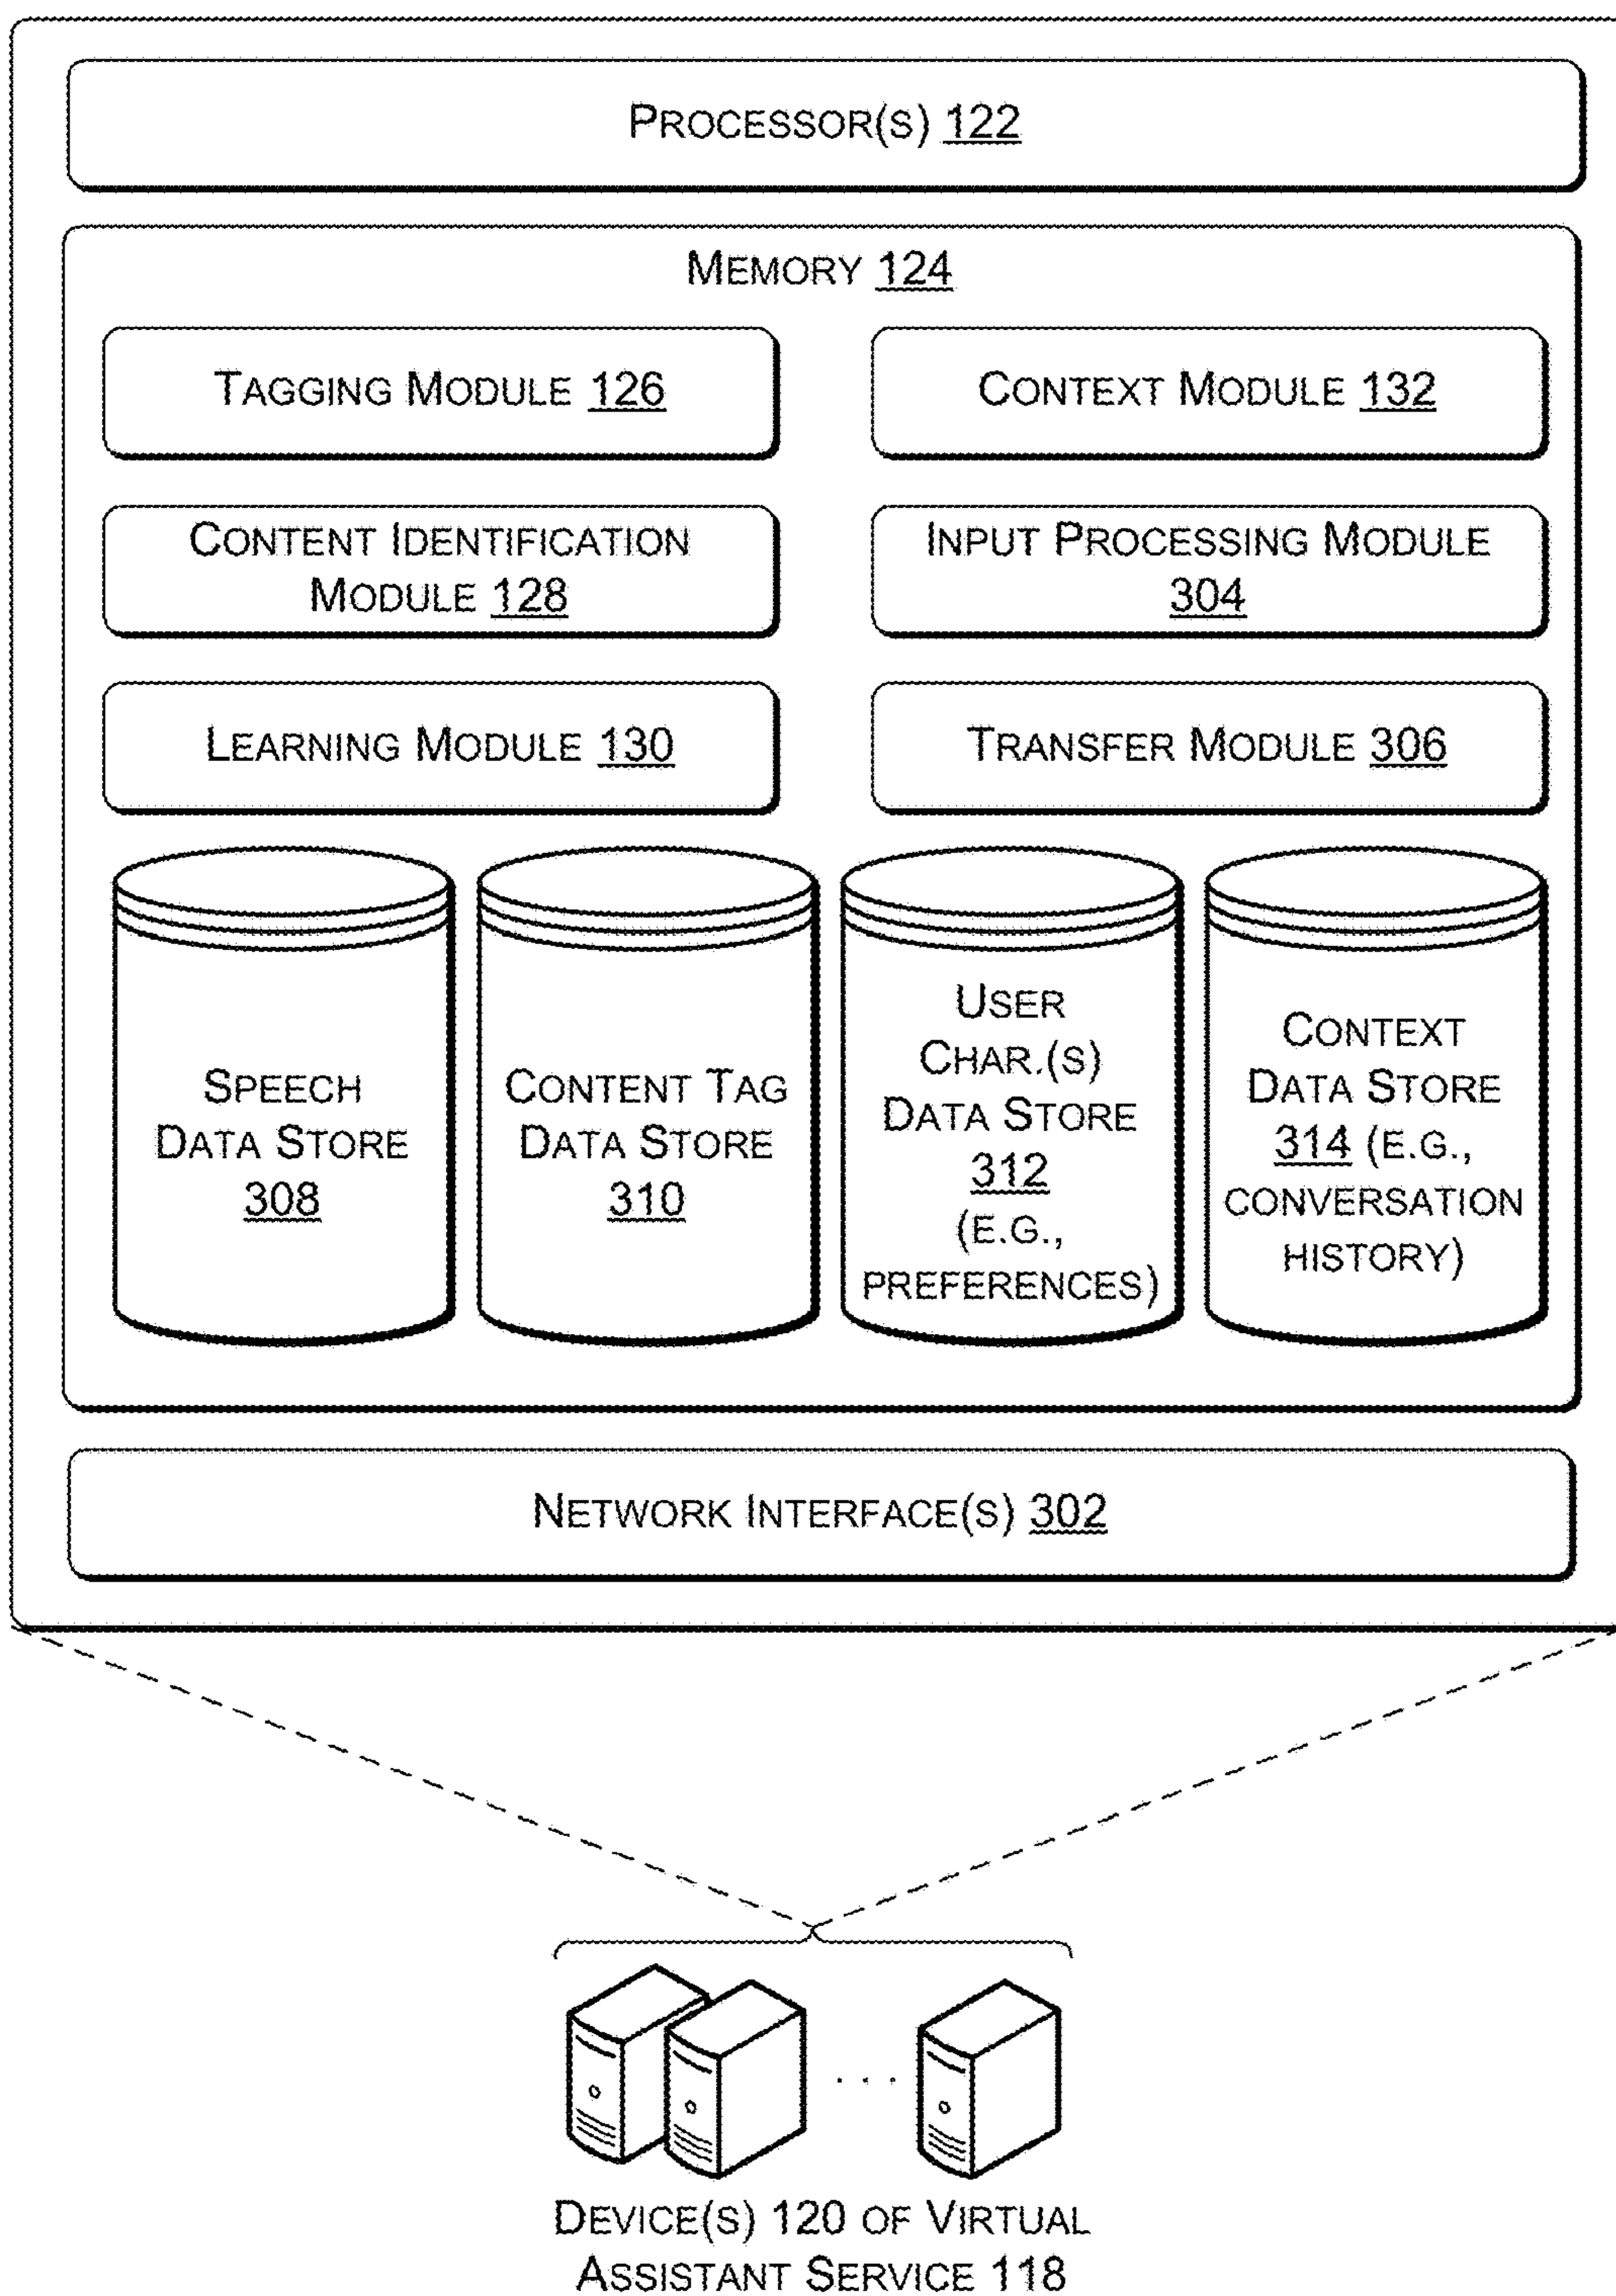 PROCESSOR(S) 122
MEMORY 124
TAGGING MODULE 126
CONTEXT MODULE 132
CONTENT IDENTIFICATION
MODULE 128
INPUT PROCESSING MODULE
304
LEARNING MODULE 130
TRANSFER MODULE 306
SPEECH
DATA STORE
308
CONTENT TAG
DATA STORE
310
USER
CHAR.(S)
DATA STORE
312
(E.G.,
PREFERENCES)
CONTEXT
DATA STORE
314 (E.G.,
CONVERSATION
HISTORY)
NETWORK INTERFACE(S) 302
DEVICE(S) 120 OF VIRTUAL
ASSISTANT SERVICE 118